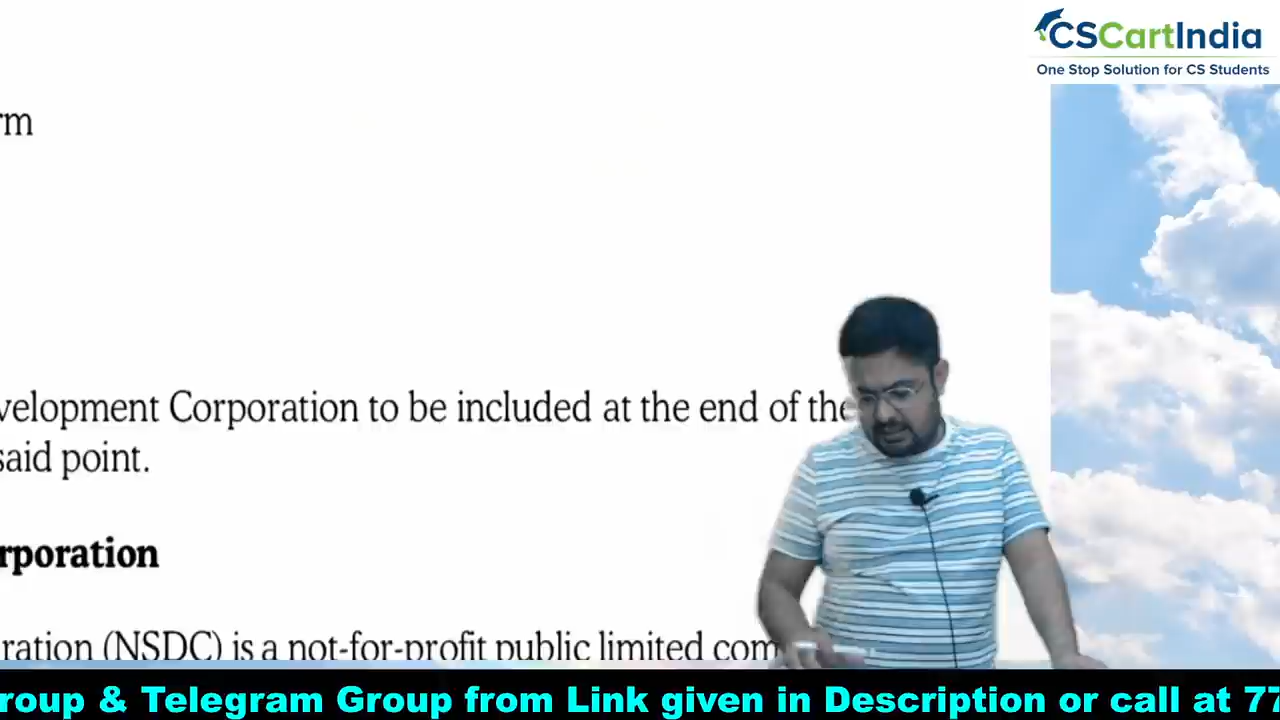 CSCartIndia
One Stop Solution for CS Students
rm
velopment Corporation to be included at the end of the
said point.
rporation
ration (NSDC) is a not-for-profit public limited com
roup & Telegram Group from Link given in Description or call at 77